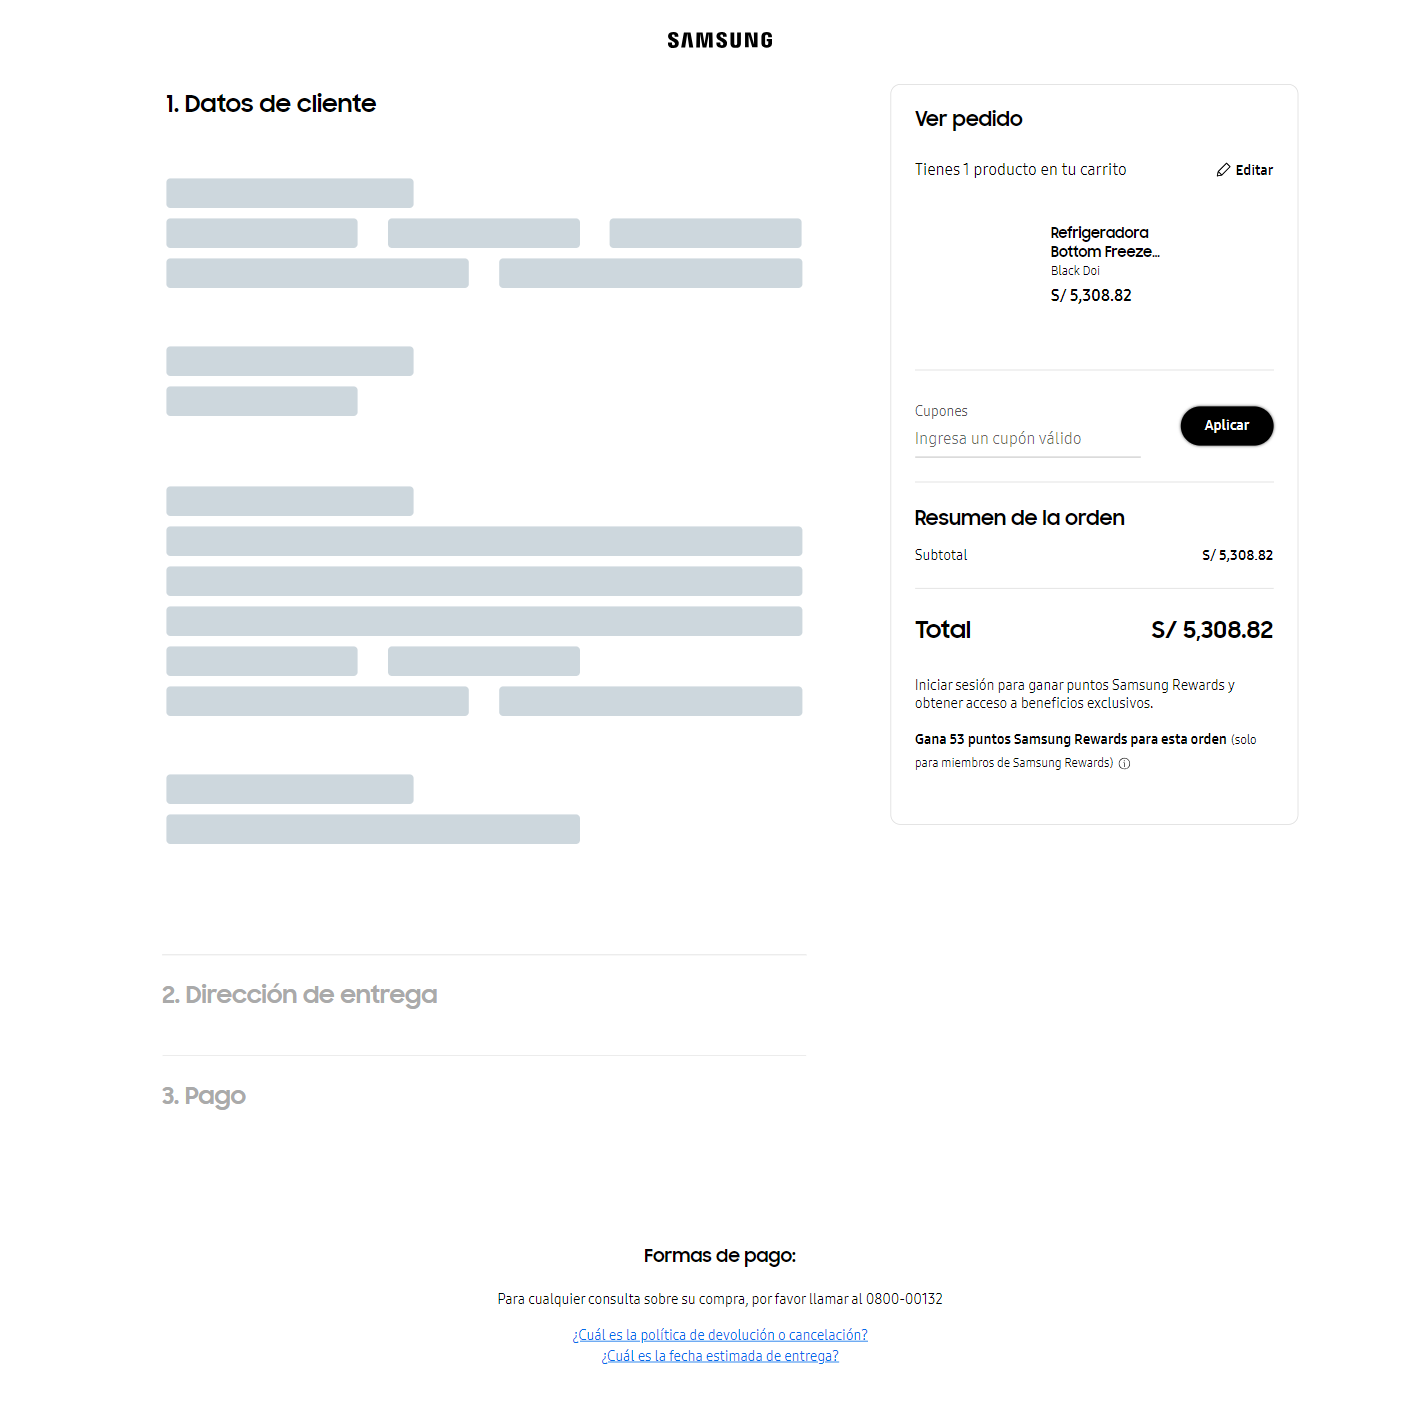 SAMSUNG
1. Datos de cliente
2. Dirección de entrega
3. Pago
Ver pedido
Tienes 1 producto en tu carrito
Editar
Refrigeradora
Bottom Freeze...
Black Doi
S/ 5,308.82
Cupones
Ingresa un cupón válido
Aplicar
Resumen de la orden
Subtotal S/ 5,308.82
Total S/ 5,308.82
Iniciar sesión para ganar puntos Samsung Rewards y
obtener acceso a beneficios exclusivos.
Gana 53 puntos Samsung Rewards para esta orden (solo
para miembros de Samsung Rewards)
Formas de pago:
Para cualquier consulta sobre su compra, por favor llamar al 0800-00132
¿Cuál es la política de devolución o cancelación?
¿Cuál es la fecha estimada de entrega?